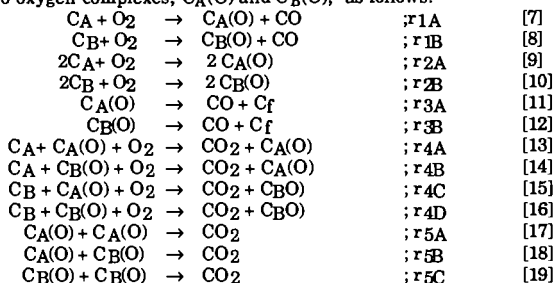 oxygen complexes, CA(O) and CB(O), as follows:
CA + O2 → CA(O) + CO ; r1A [7]
CB+ O2 → CB(O) + CO ; r1B [8]
2CA+ O2 → 2 CA(O) ; r2A [9]
2CB + O2 → 2 CB(O) ; r2B [10]
CA(O) → CO + Cf ; r3A [11]
CB(O) → CO + Cf ; r3B [12]
CA+ CA(O) + O2 → CO2 + CA(O) ; r4A [13]
CA + CB(O) + O2 → CO2 + CA(O) ; r4B [14]
CB + CA(O) + O2 → CO2 + CBO) ; r4C [15]
CB + CB(O) + O2 → CO2 + CBO) ; r4D [16]
CA(O) + CA(O) → CO2 ; r5A [17]
CA(O) + CB(O) → CO2 ; r5B [18]
CB(O) + CB(O) → CO2 ; r5C [19]